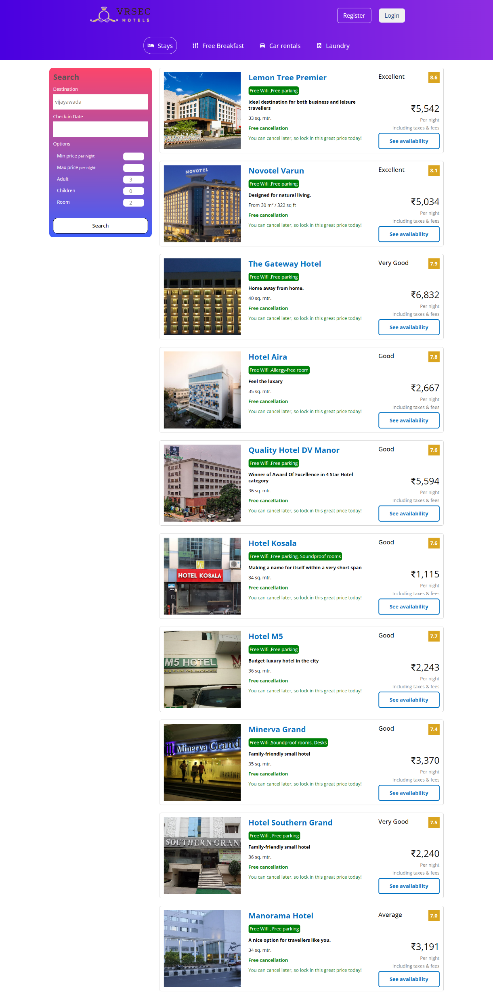 VRSEC
HOTELS
Register
Login
Stays
Free Breakfast
Car rentals
Laundry
Search
Destination
vijayawada
Check-in Date
Options
Min price per night
Max price per night
Adult 3
Children 0
Room 2
Search
Lemon Tree Premier
Free Wifi ,Free parking
Ideal destination for both business and leisure
travellers
33 sq. mtr.
Free cancellation
You can cancel later, so lock in this great price today!
Excellent 8.6
₹5,542
Per night
Including taxes & fees
See availability
NOVOTEL
Novotel Varun
Free Wifi ,Free parking
Designed for natural living.
From 30 m² / 322 sq ft
Free cancellation
You can cancel later, so lock in this great price today!
Excellent 8.1
₹5,034
Per night
Including taxes & fees
See availability
The Gateway Hotel
Free Wifi ,Free parking
Home away from home.
40 sq. mtr.
Free cancellation
You can cancel later, so lock in this great price today!
Very Good 7.9
₹6,832
Per night
Including taxes & fees
See availability
Hotel Aira
Free Wifi ,Allergy-free room
Feel the luxary
35 sq. mtr.
Free cancellation
You can cancel later, so lock in this great price today!
Good 7.8
₹2,667
Per night
Including taxes & fees
See availability
Quality Hotel DV Manor
Free Wifi ,Free parking
Winner of Award Of Excellence in 4 Star Hotel
category
36 sq. mtr.
Free cancellation
You can cancel later, so lock in this great price today!
Good 7.6
₹5,594
Per night
Including taxes & fees
See availability
HOTEL KOSALA
Hotel Kosala
Free Wifi ,Free parking, Soundproof rooms
Making a name for itself within a very short span
34 sq. mtr.
Free cancellation
You can cancel later, so lock in this great price today!
Good 7.6
₹1,115
Per night
Including taxes & fees
See availability
M5 HOTEL
Veg & Non Veg Restaurant
Hotel M5
Free Wifi ,Free parking
Budget-luxury hotel in the city
36 sq. mtr.
Free cancellation
You can cancel later, so lock in this great price today!
Good 7.7
₹2,243
Per night
Including taxes & fees
See availability
Minerva Grand
Minerva Grand
Free Wifi ,Soundproof rooms, Desks
Family-friendly small hotel
35 sq. mtr.
Free cancellation
You can cancel later, so lock in this great price today!
Good 7.4
₹3,370
Per night
Including taxes & fees
See availability
SOUTHERN GRAN
ARYA BHAVAN
Hotel Southern Grand
Free Wifi , Free parking
Family-friendly small hotel
36 sq. mtr.
Free cancellation
You can cancel later, so lock in this great price today!
Very Good 7.5
₹2,240
Per night
Including taxes & fees
See availability
Manorama Hotel
Free Wifi , Free parking
A nice option for travellers like you.
34 sq. mtr.
Free cancellation
You can cancel later, so lock in this great price today!
Average 7.0
₹3,191
Per night
Including taxes & fees
See availability